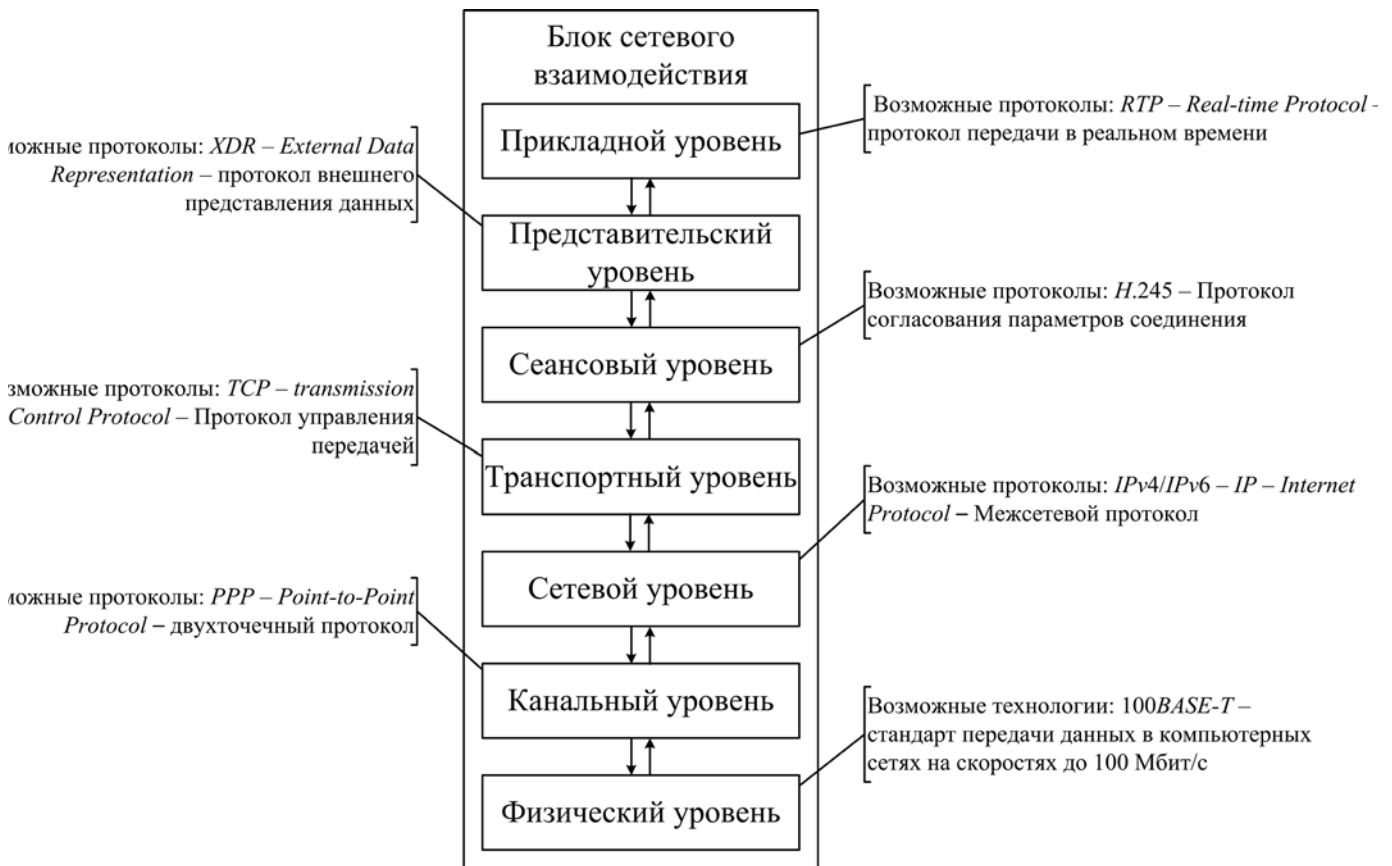 Блок сетевого
взаимодействия
Прикладной уровень
Возможные протоколы: RTP – Real-time Protocol -
протокол передачи в реальном времени
протоколы: XDR – External Data
Representation – протокол внешнего
представления данных
Представительский
уровень
Возможные протоколы: H.245 – Протокол
согласования параметров соединения
Сеансовый уровень
протоколы: TCP – transmission
Control Protocol – Протокол управления
передачей
Транспортный уровень
Возможные протоколы: IPv4/IPv6 – IP – Internet
Protocol – Межсетевой протокол
Сетевой уровень
протоколы: PPP – Point-to-Point
Protocol – двухточечный протокол
Канальный уровень
Возможные технологии: 100BASE-T –
стандарт передачи данных в компьютерных
сетях на скоростях до 100 Мбит/с
Физический уровень